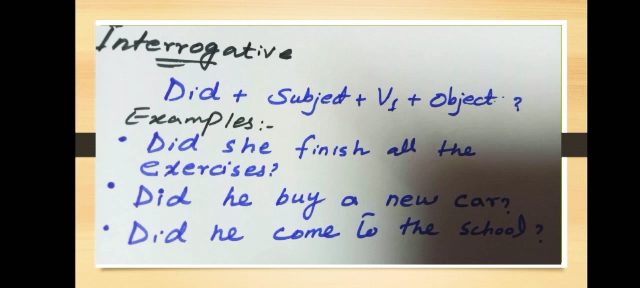 Interrogative
Did + Subject + V1 + Object ?
Examples:-
• Did she finish all the
exercises?
• Did he buy a new car?
• Did he come to the school?